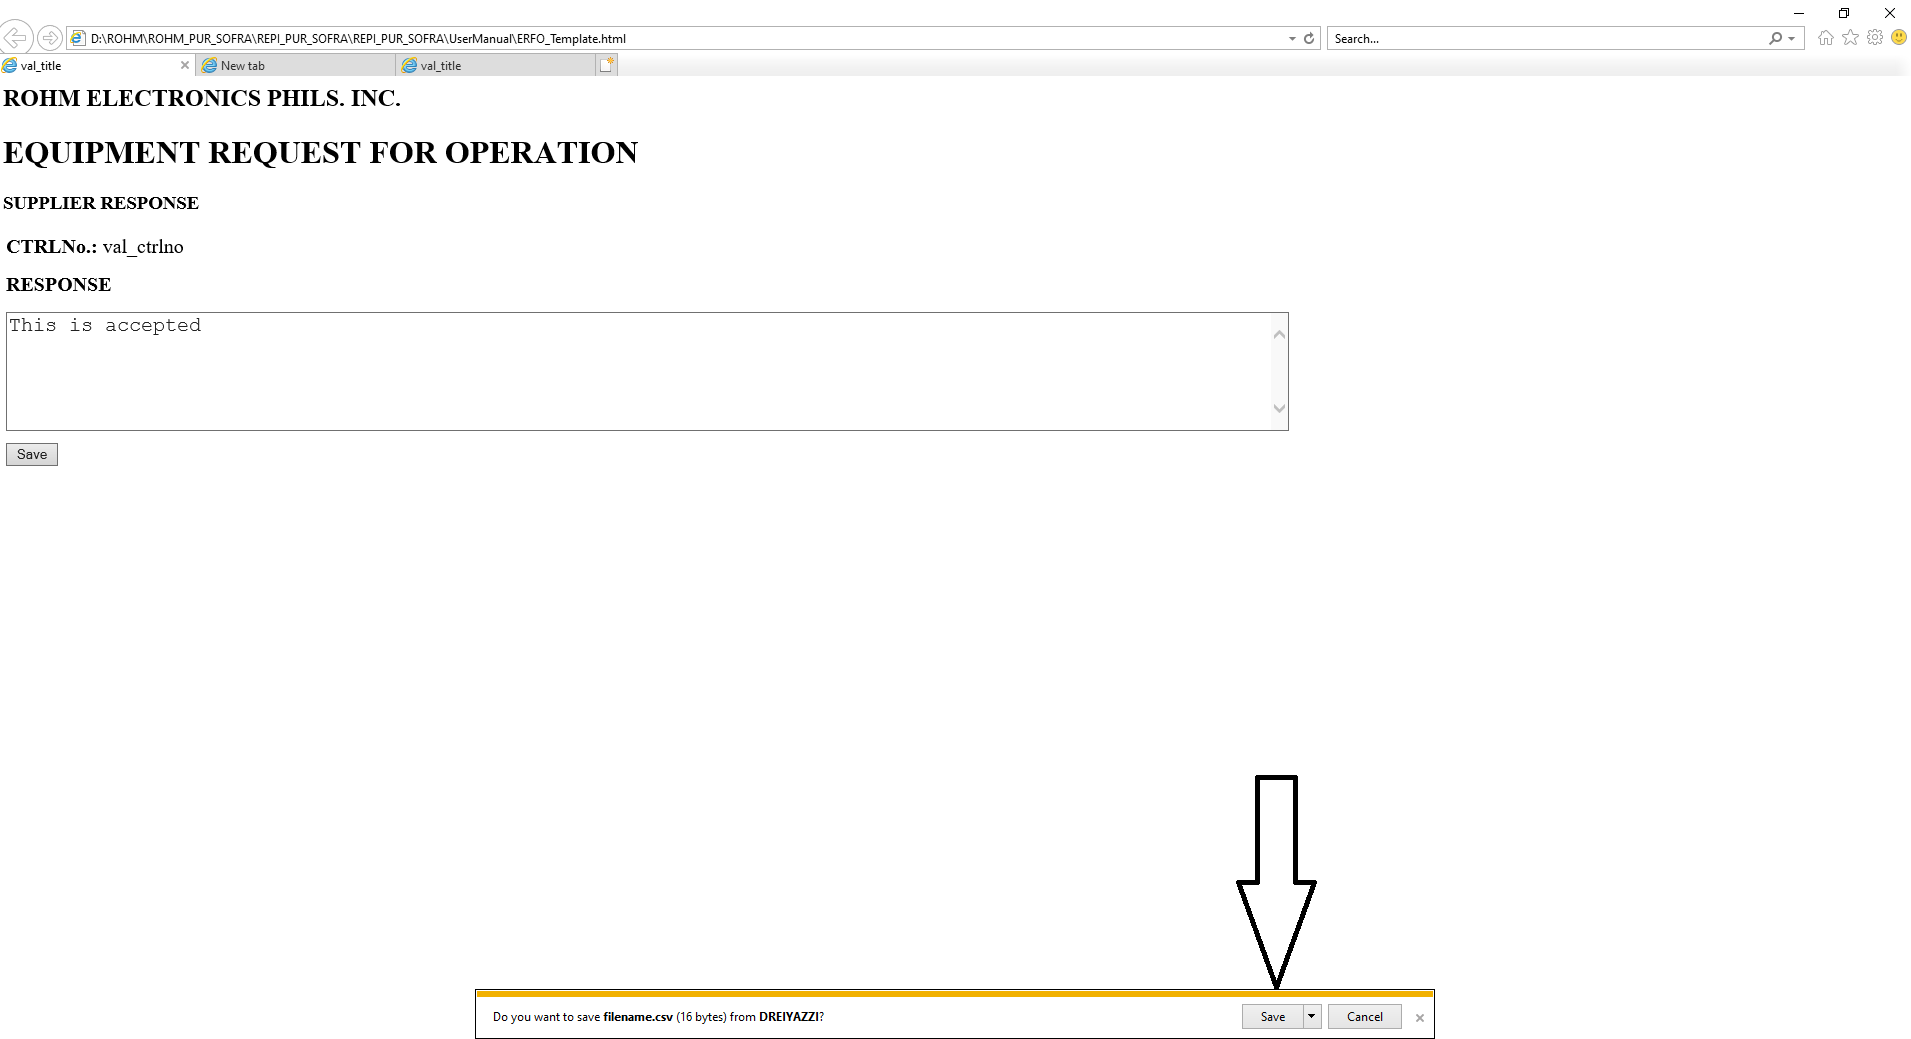 D:\ROHM\ROHM_PUR_SOFRA\REPI_PUR_SOFRA\REPI_PUR_SOFRA\UserManual\ERFO_Template.html
Search...
val_title
New tab
val_title
ROHM ELECTRONICS PHILS. INC.
EQUIPMENT REQUEST FOR OPERATION
SUPPLIER RESPONSE
CTRLNo.: val_ctrlno
RESPONSE
This is accepted
Save
Do you want to save filename.csv (16 bytes) from DREIYAZZI?
Save
Cancel